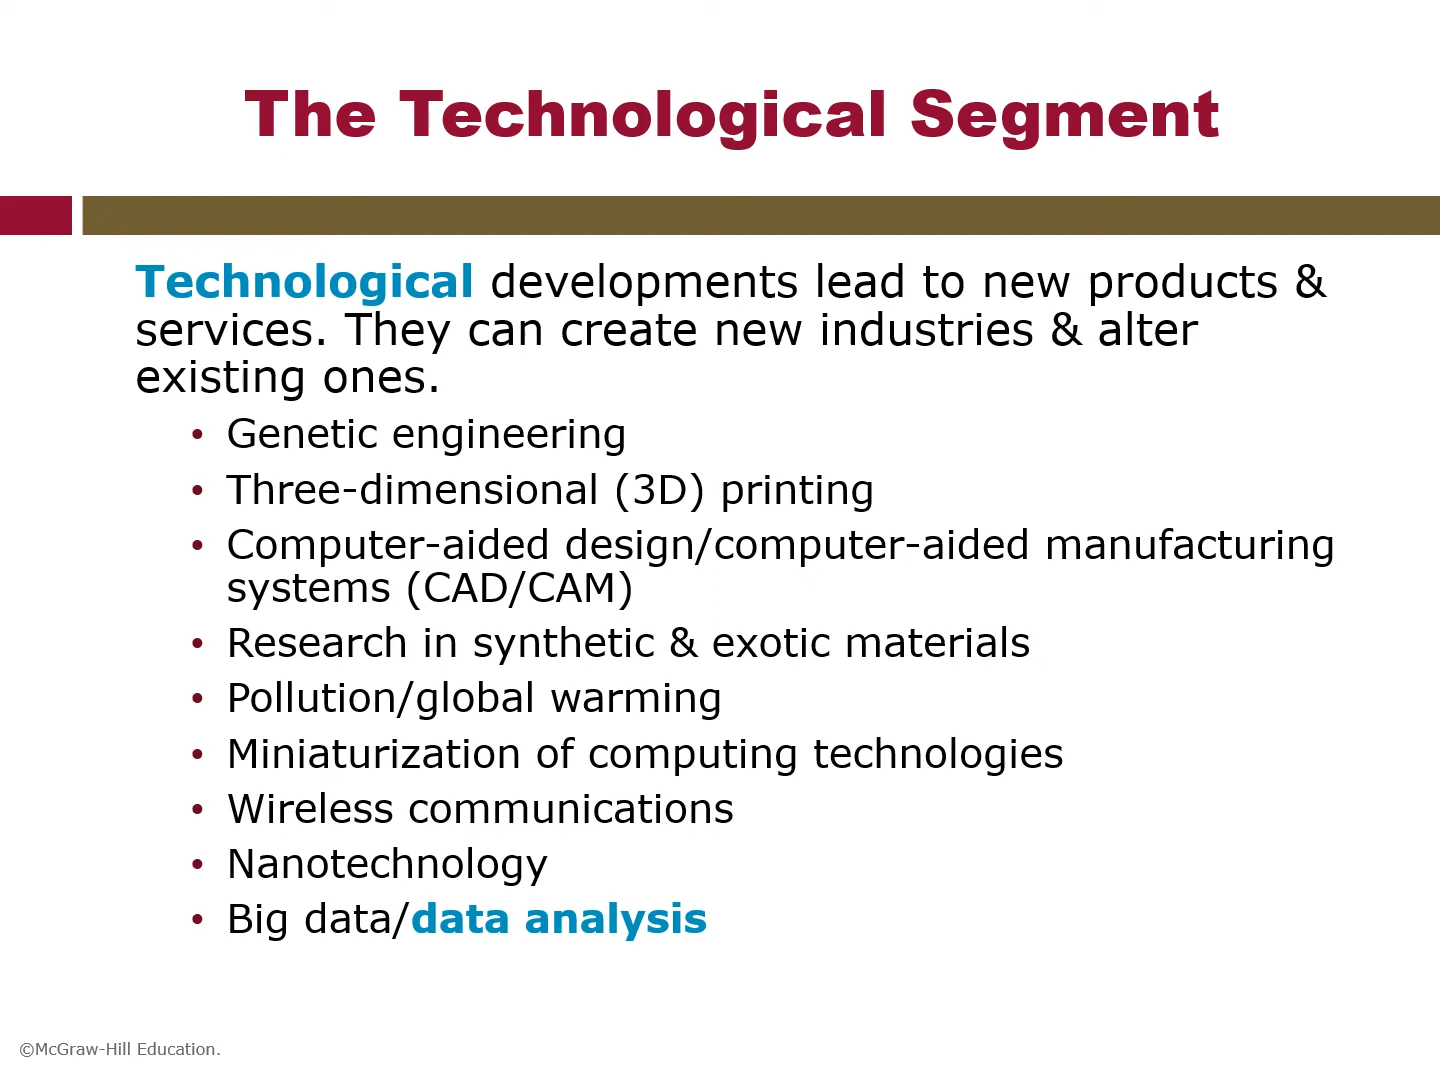 The Technological Segment
Technological developments lead to new products &
services. They can create new industries & alter
existing ones.
• Genetic engineering
• Three-dimensional (3D) printing
• Computer-aided design/computer-aided manufacturing
systems (CAD/CAM)
• Research in synthetic & exotic materials
• Pollution/global warming
• Miniaturization of computing technologies
• Wireless communications
• Nanotechnology
• Big data/data analysis
©McGraw-Hill Education.